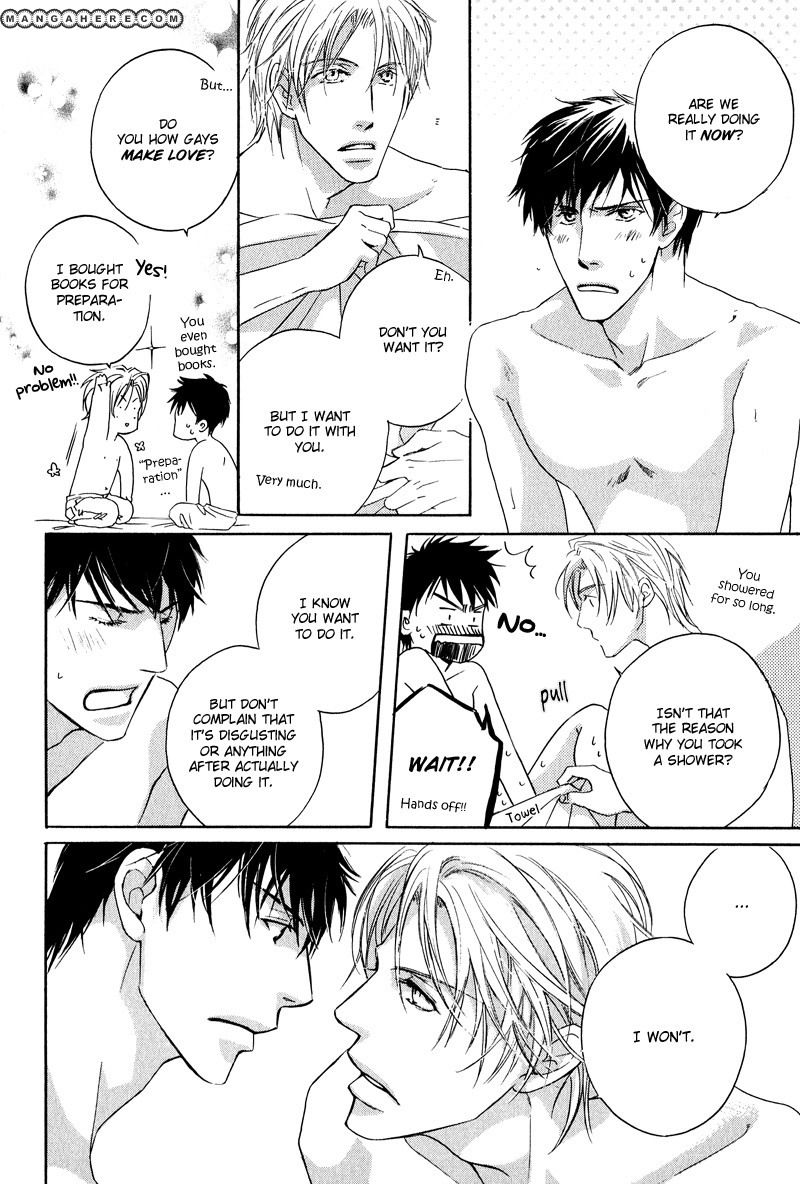 MANGAHERE.COM
ARE WE
REALLY DOING
IT NOW?
Eh.
DON'T YOU
WANT IT?
BUT I WANT
TO DO IT WITH
YOU.
Very much.
But...
DO
YOU HOW GAYS
MAKE LOVE?
Yes!
I BOUGHT
BOOKS FOR
PREPARA-
TION.
No
problem!!
You
even
bought
books.
"Prepa-
ration"
...
You
showered
for so long.
ISN'T THAT
THE REASON
WHY YOU TOOK
A SHOWER?
No...
pull
WAIT!!
Hands off!!
Towel
I KNOW
YOU WANT
TO DO IT.
BUT DON'T
COMPLAIN THAT
IT'S DISGUSTING
OR ANYTHING
AFTER ACTUALLY
DOING IT.
...
I WON'T.